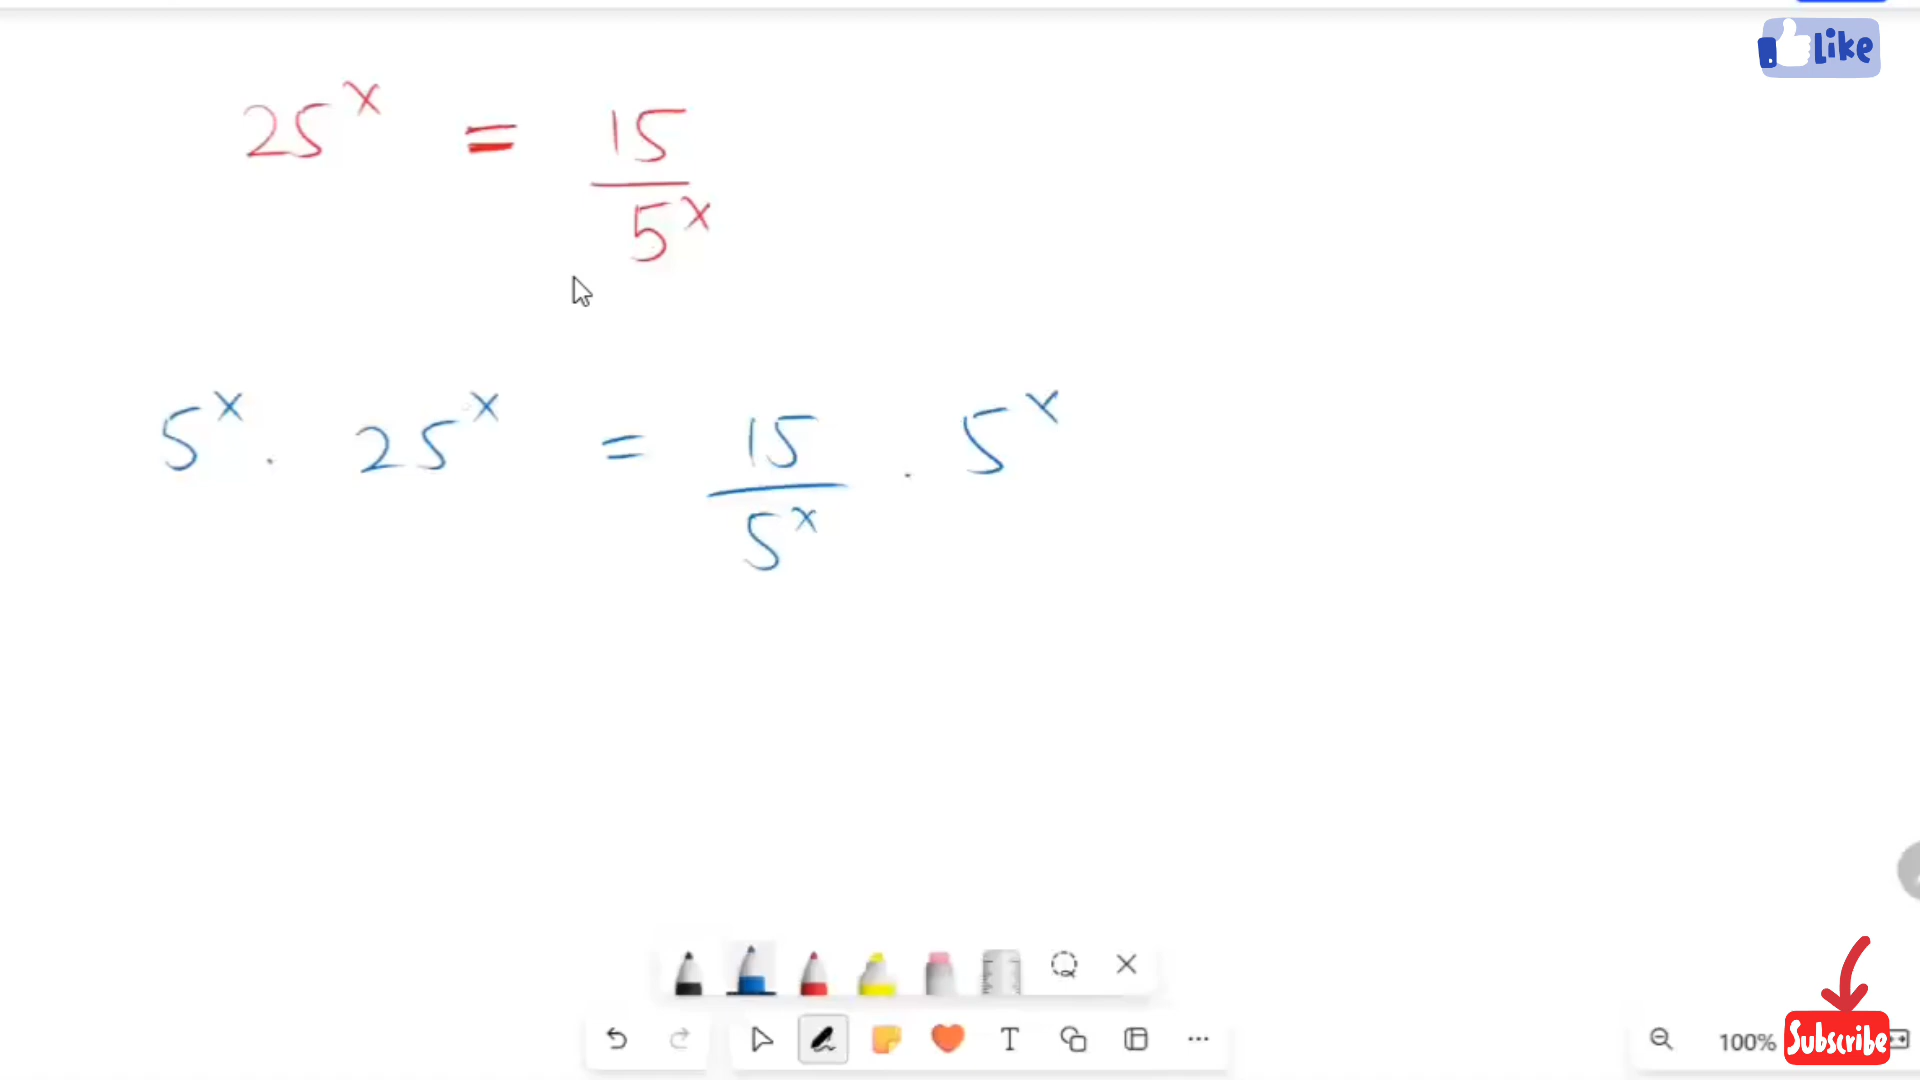 Like
25^x = 15/5^x
5^x . 25^x = 15/5^x . 5^x
T
100%
Subscribe